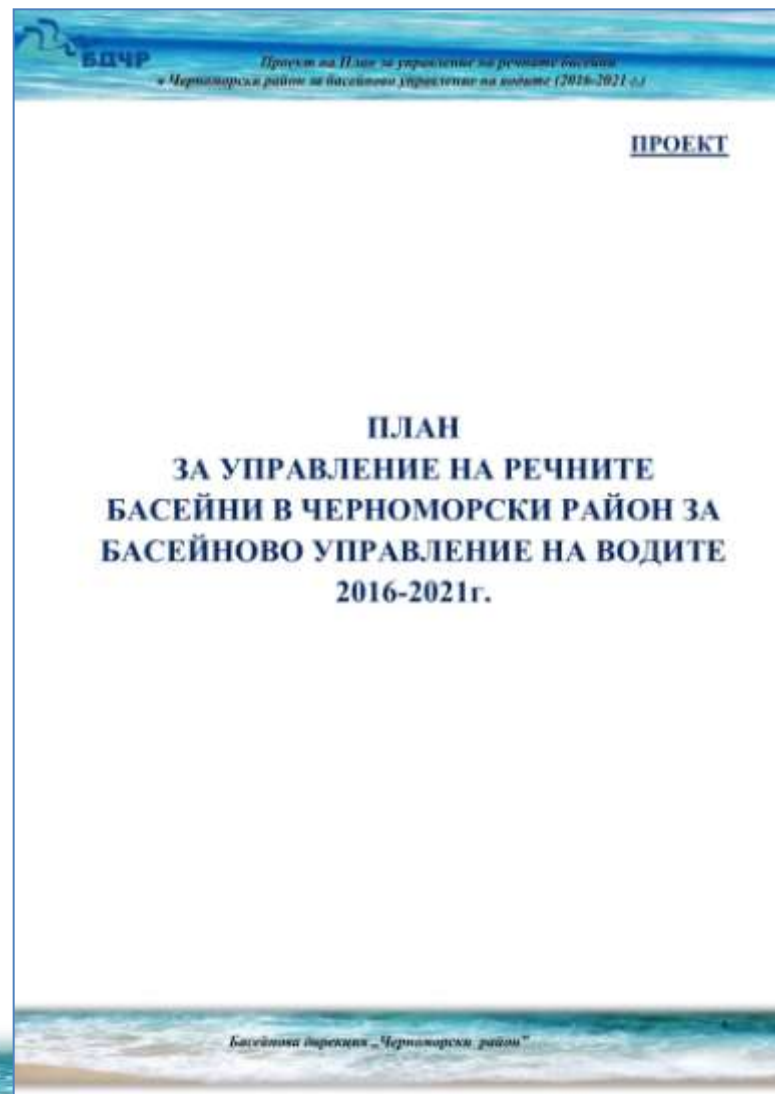 БДЧР
Проект на План за управление на речните басейни
в Черноморски район за басейново управление на водите (2016-2021 г.)
ПРОЕКТ
ПЛАН
ЗА УПРАВЛЕНИЕ НА РЕЧНИТЕ
БАСЕЙНИ В ЧЕРНОМОРСКИ РАЙОН ЗА
БАСЕЙНОВО УПРАВЛЕНИЕ НА ВОДИТЕ
2016-2021г.
Басейнова дирекция „Черноморски район"